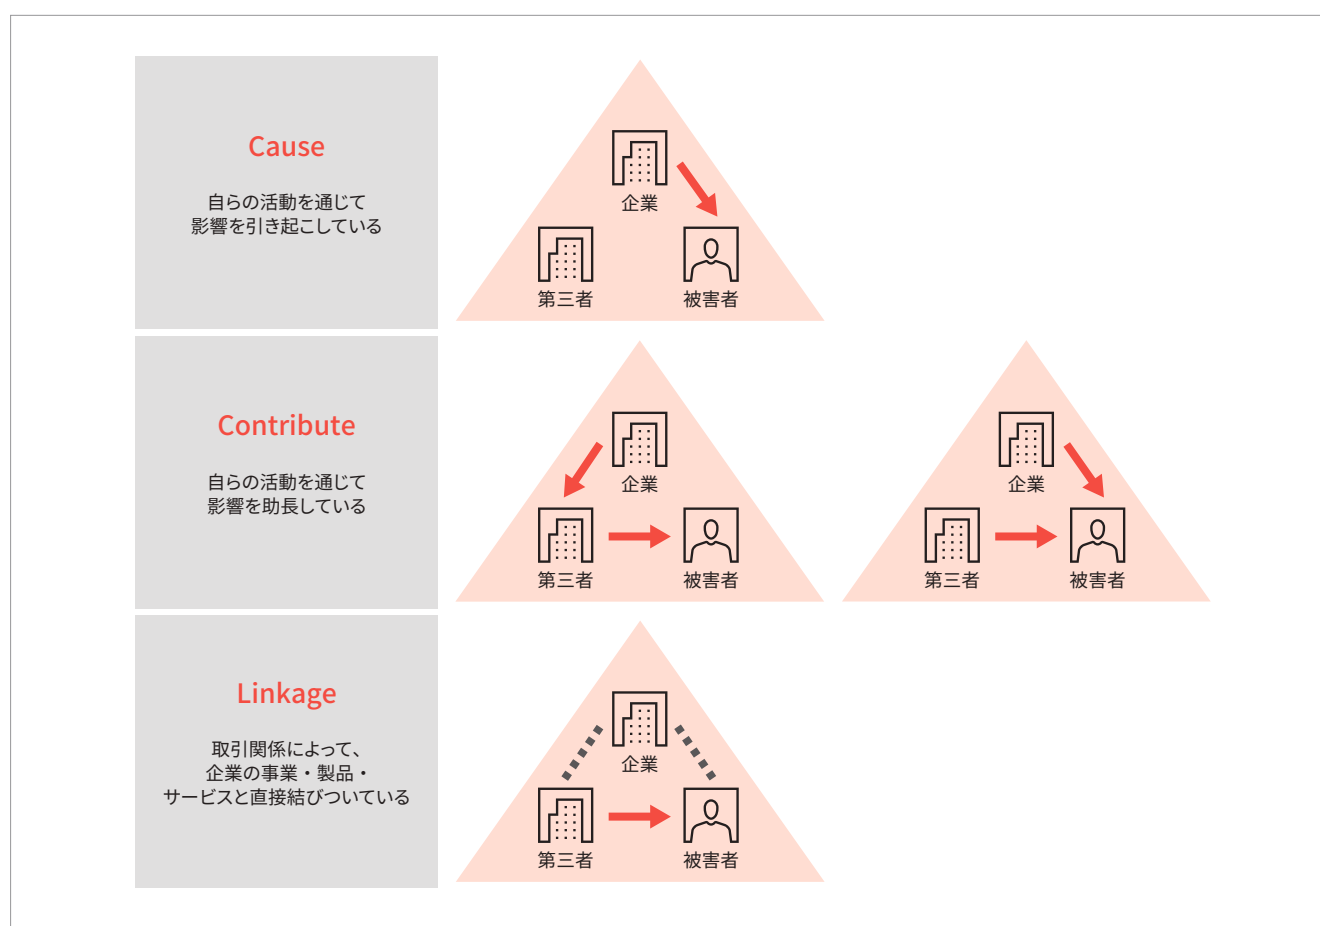 Cause
自らの活動を通じて
影響を引き起こしている
企業
第三者
被害者
Contribute
自らの活動を通じて
影響を助長している
企業
第三者
被害者
企業
第三者
被害者
Linkage
取引関係によって、
企業の事業・製品・
サービスと直接結びついている
企業
第三者
被害者